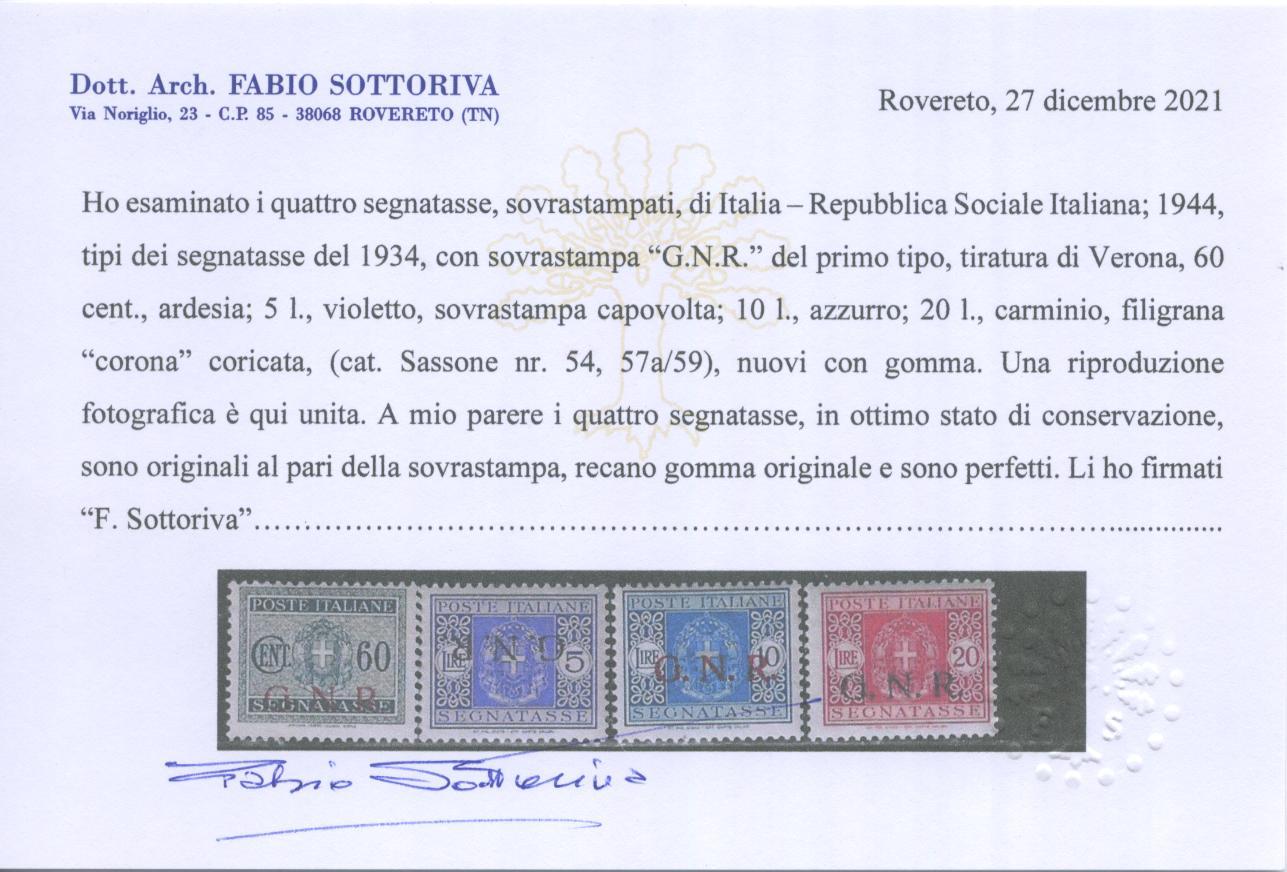 Dott. Arch. FABIO SOTTORIVA
Via Noriglio, 23 - C.P. 85 - 38068 ROVERETO (TN)
Rovereto, 27 dicembre 2021
Ho esaminato i quattro segnatasse, sovrastampati, di Italia – Repubblica Sociale Italiana; 1944,
tipi dei segnatasse del 1934, con sovrastampa “G.N.R.” del primo tipo, tiratura di Verona, 60
cent., ardesia; 5 l., violetto, sovrastampa capovolta; 10 l., azzurro; 20 l., carminio, filigrana
“corona” coricata, (cat. Sassone nr. 54, 57a/59), nuovi con gomma. Una riproduzione
fotografica è qui unita. A mio parere i quattro segnatasse, in ottimo stato di conservazione,
sono originali al pari della sovrastampa, recano gomma originale e sono perfetti. Li ho firmati
“F. Sottoriva”……………………………………………………………………………..............
POSTE ITALIANE POSTE ITALIANE POSTE ITALIANE POSTE ITALIANE
CENT. 60 LIRE 5 LIRE 10 LIRE 20
G.N.R. G.N.R. G.N.R. G.N.R.
SEGNATASSE SEGNATASSE SEGNATASSE SEGNATASSE
Fabio Sottoriva